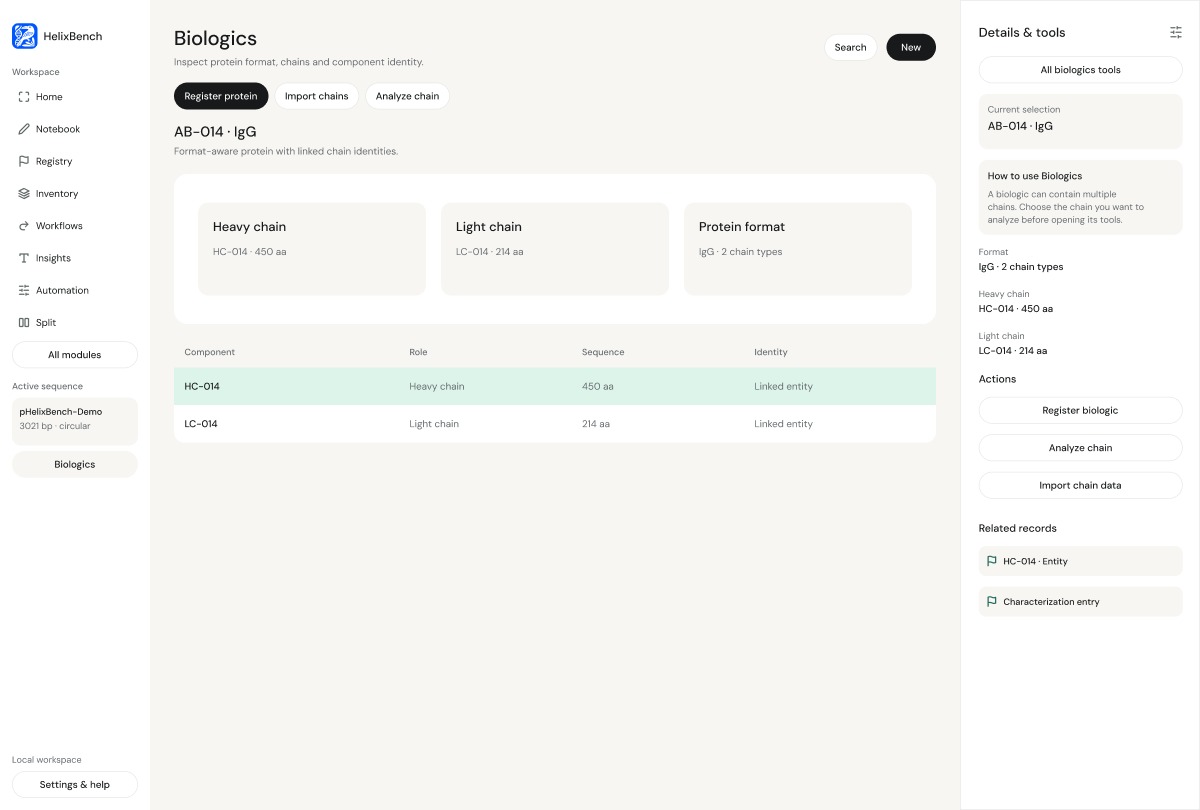 HelixBench
Workspace
Home
Notebook
Registry
Inventory
Workflows
Insights
Automation
Split
All modules
Active sequence
pHelixBench-Demo
3021 bp · circular
Biologics
Local workspace
Settings & help
Biologics
Inspect protein format, chains and component identity.
Search
New
Register protein
Import chains
Analyze chain
AB-014 · IgG
Format-aware protein with linked chain identities.
Heavy chain
HC-014 · 450 aa
Light chain
LC-014 · 214 aa
Protein format
IgG · 2 chain types
Component Role Sequence Identity
HC-014 Heavy chain 450 aa Linked entity
LC-014 Light chain 214 aa Linked entity
Details & tools
All biologics tools
Current selection
AB-014 · IgG
How to use Biologics
A biologic can contain multiple
chains. Choose the chain you want to
analyze before opening its tools.
Format
IgG · 2 chain types
Heavy chain
HC-014 · 450 aa
Light chain
LC-014 · 214 aa
Actions
Register biologic
Analyze chain
Import chain data
Related records
HC-014 · Entity
Characterization entry